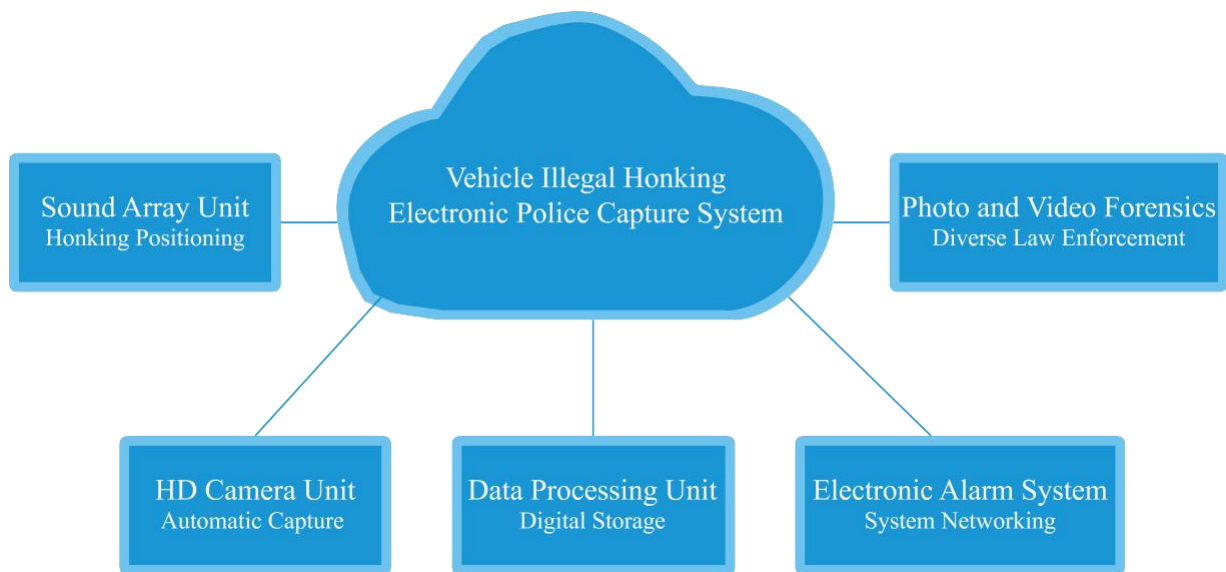 Vehicle Illegal Honking
Electronic Police Capture System
Sound Array Unit
Honking Positioning
Photo and Video Forensics
Diverse Law Enforcement
HD Camera Unit
Automatic Capture
Data Processing Unit
Digital Storage
Electronic Alarm System
System Networking